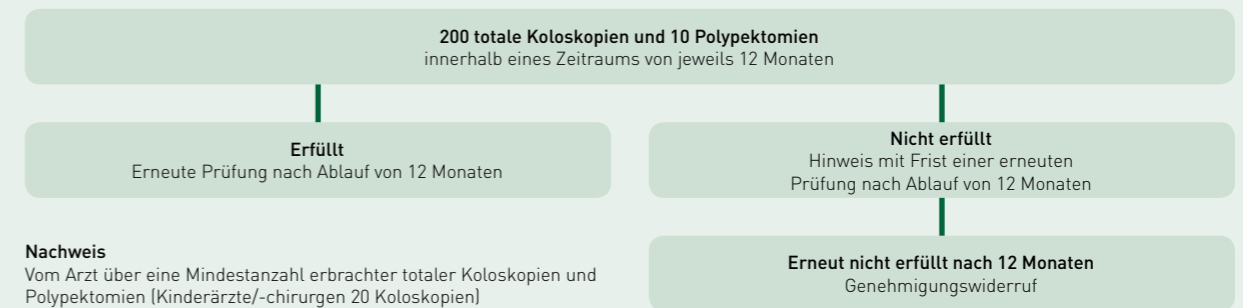 200 totale Koloskopien und 10 Polypektomien
innerhalb eines Zeitraums von jeweils 12 Monaten
Erfüllt
Erneute Prüfung nach Ablauf von 12 Monaten
Nicht erfüllt
Hinweis mit Frist einer erneuten
Prüfung nach Ablauf von 12 Monaten
Nachweis
Vom Arzt über eine Mindestanzahl erbrachter totaler Koloskopien und
Polypektomien (Kinderärzte/-chirurgen 20 Koloskopien)
Erneut nicht erfüllt nach 12 Monaten
Genehmigungswiderruf